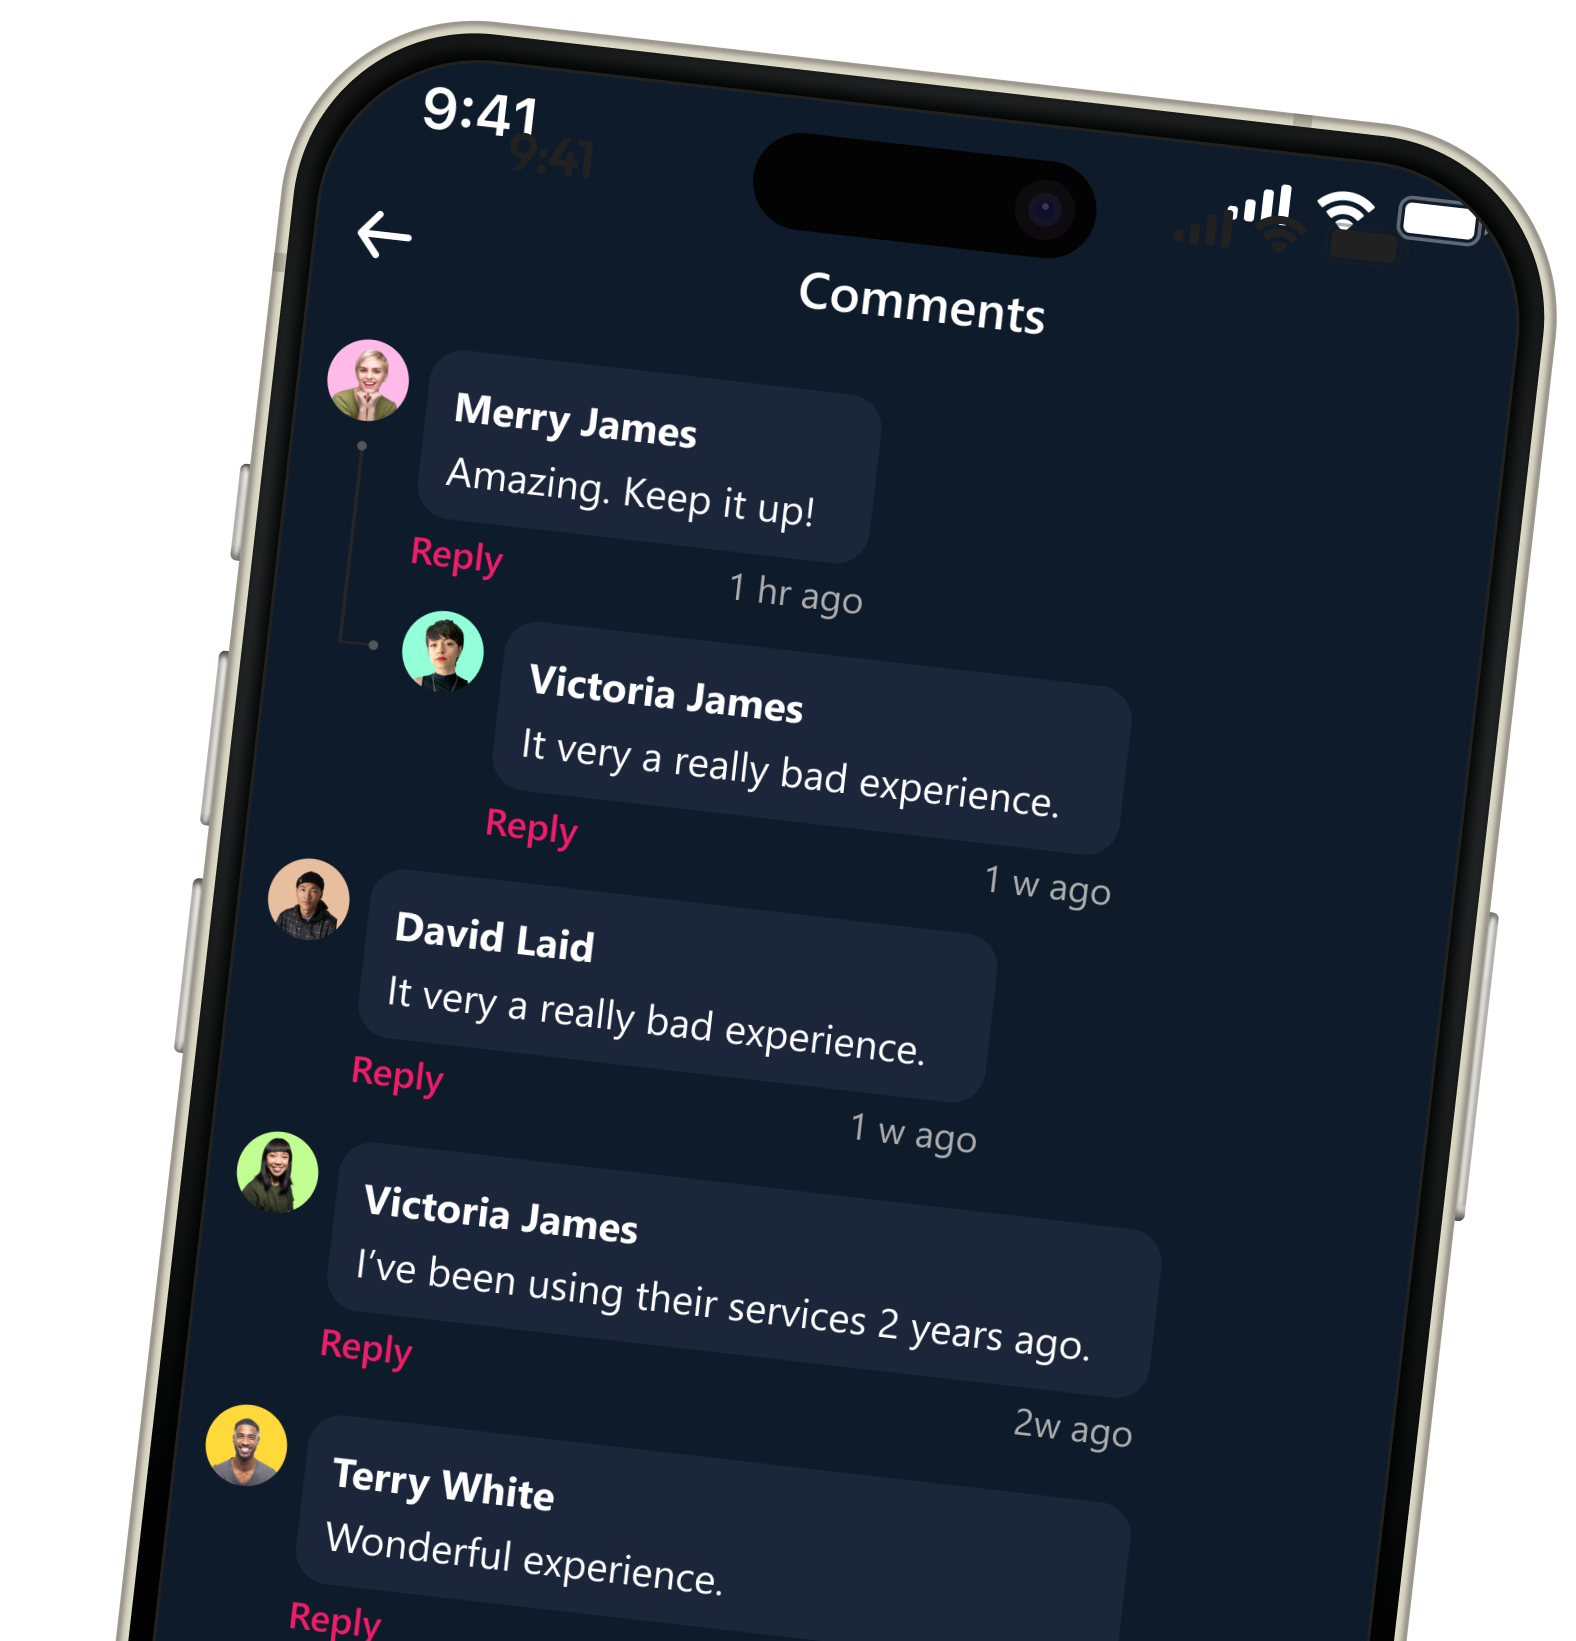 9:41
9:41
Comments
Merry James
Amazing. Keep it up!
Reply
1 hr ago
Victoria James
It very a really bad experience.
Reply
1 w ago
David Laid
It very a really bad experience.
Reply
1 w ago
Victoria James
I’ve been using their services 2 years ago.
Reply
2w ago
Terry White
Wonderful experience.
Reply